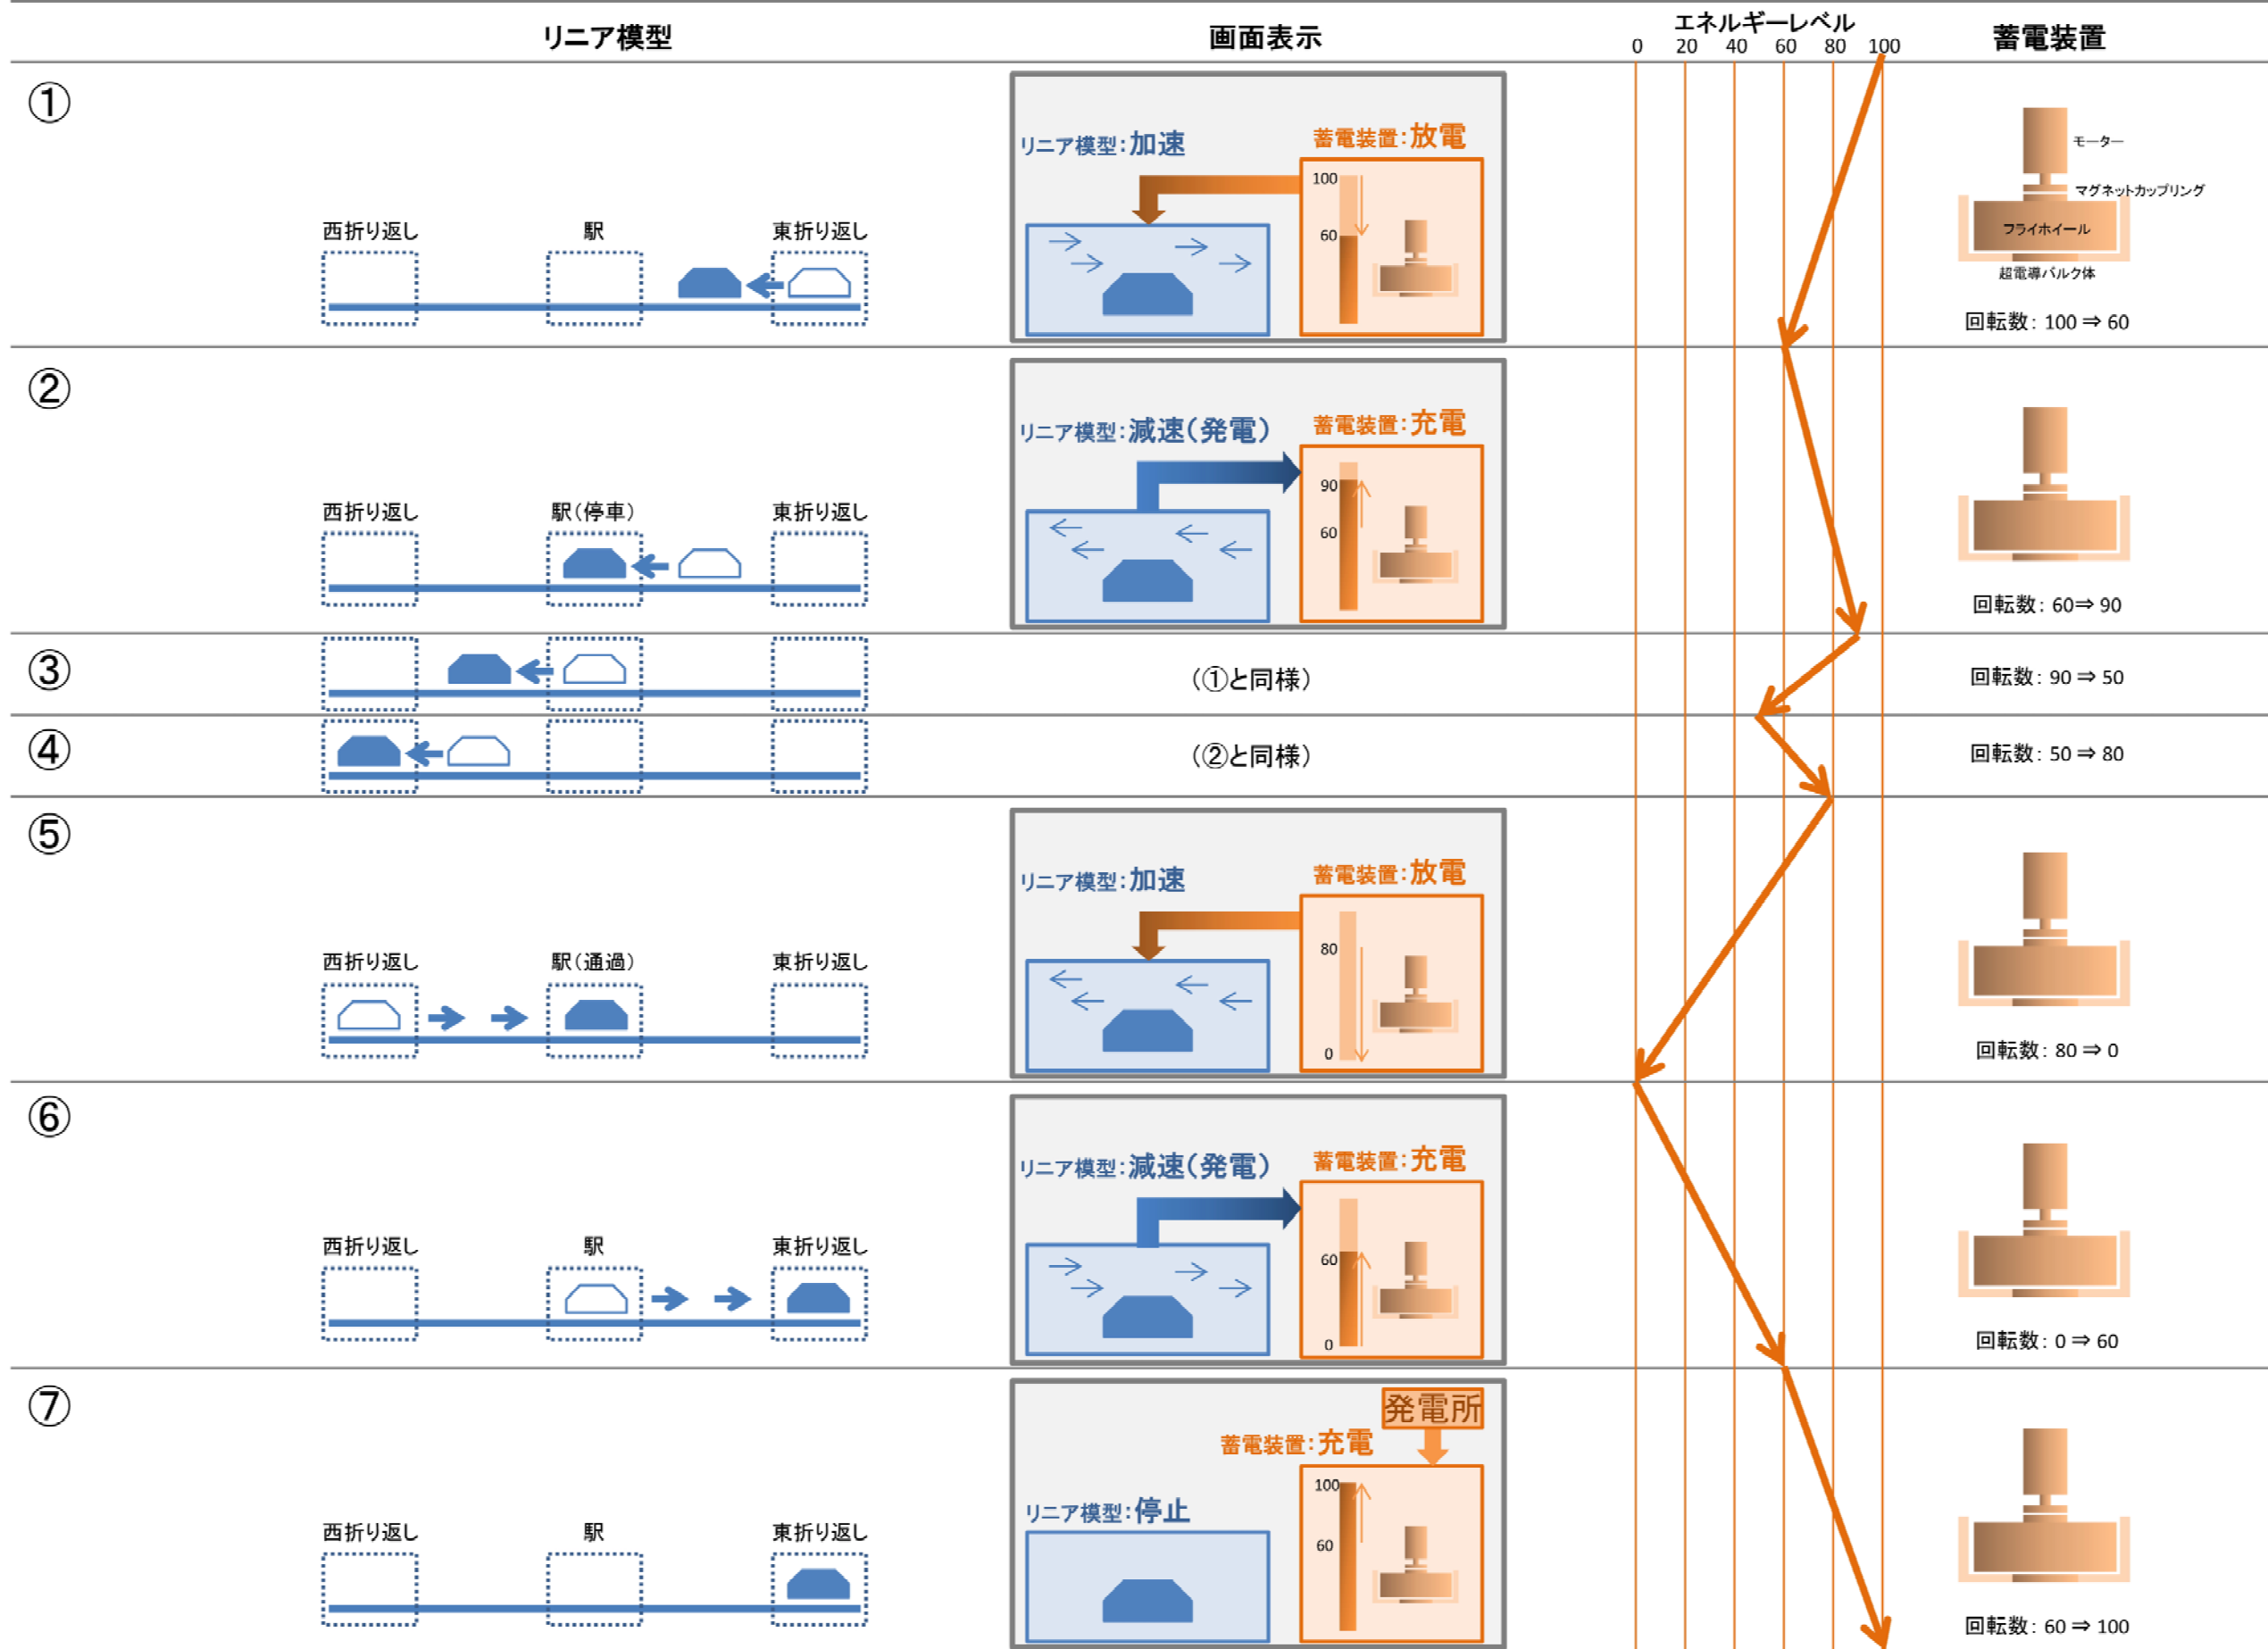 リニア模型
画面表示
エネルギーレベル
0 20 40 60 80 100
蓄電装置
①
西折り返し 駅 東折り返し
リニア模型:加速
蓄電装置:放電
100
60
モーター
マグネットカップリング
フライホイール
超電導バルク体
回転数: 100 ⇒ 60
②
西折り返し 駅(停車) 東折り返し
リニア模型:減速(発電)
蓄電装置:充電
90
60
回転数: 60⇒ 90
③
(①と同様)
回転数: 90 ⇒ 50
④
(②と同様)
回転数: 50 ⇒ 80
⑤
西折り返し 駅(通過) 東折り返し
リニア模型:加速
蓄電装置:放電
80
0
回転数: 80 ⇒ 0
⑥
西折り返し 駅 東折り返し
リニア模型:減速(発電)
蓄電装置:充電
60
0
回転数: 0 ⇒ 60
⑦
西折り返し 駅 東折り返し
発電所
蓄電装置:充電
リニア模型:停止
100
60
回転数: 60 ⇒ 100